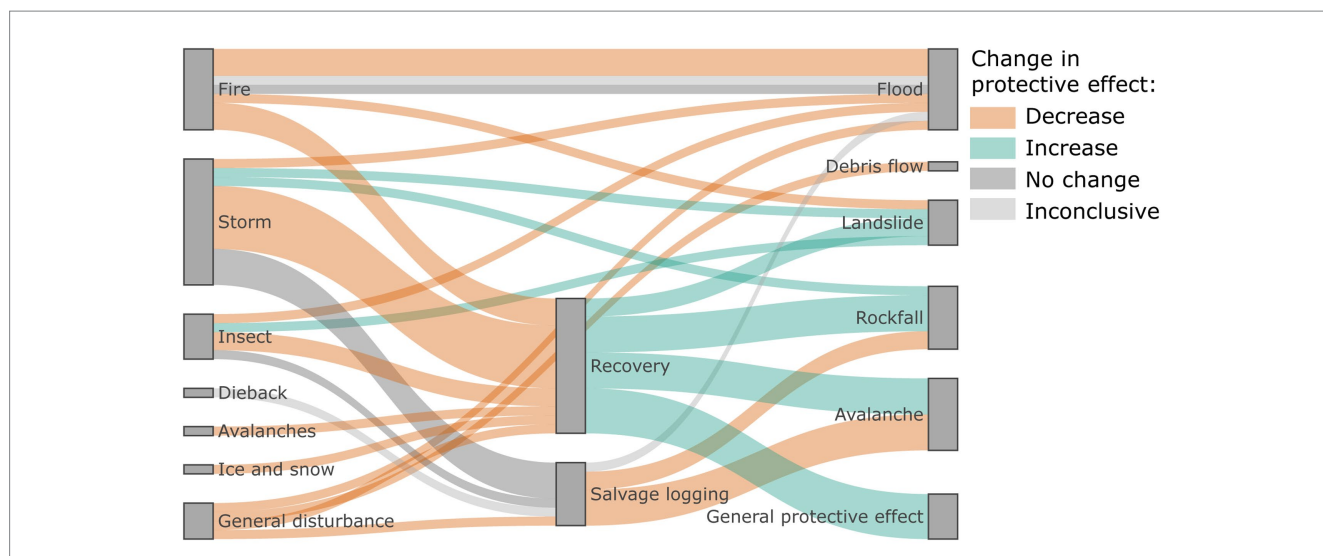 Fire
Storm
Insect
Dieback
Avalanches
Ice and snow
General disturbance
Recovery
Salvage logging
Flood
Debris flow
Landslide
Rockfall
Avalanche
General protective effect
Change in
protective effect:
Decrease
Increase
No change
Inconclusive